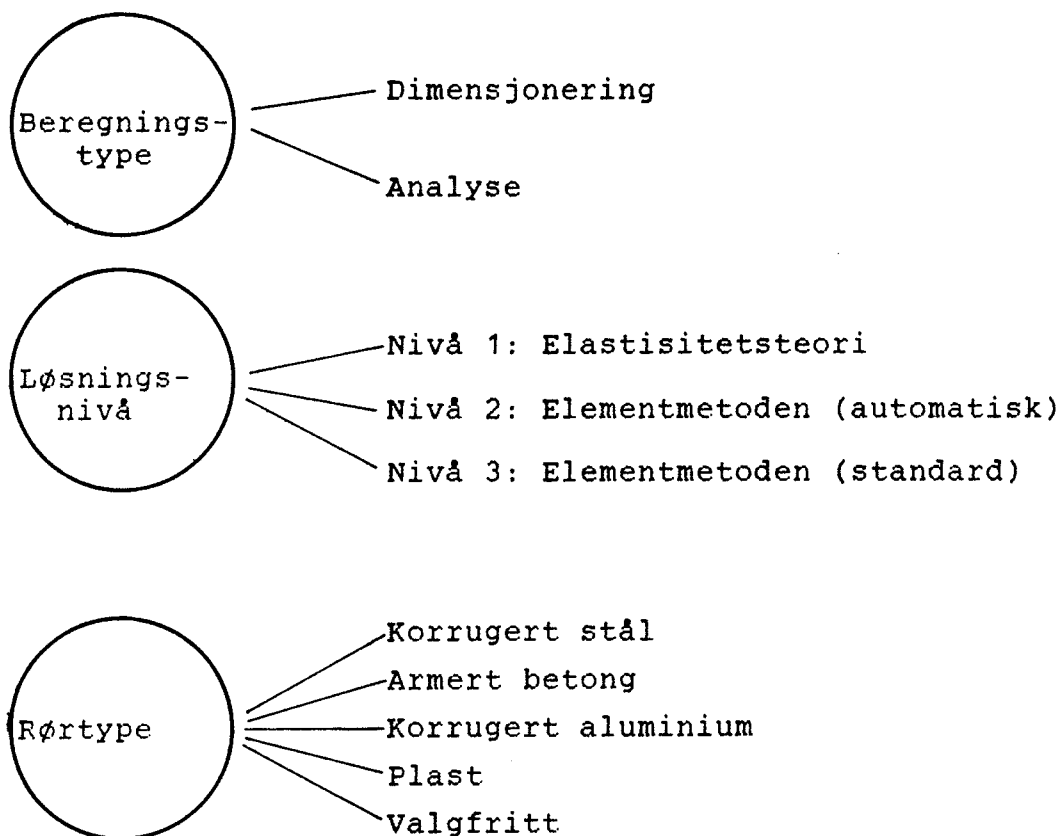 Beregnings-
type
Dimensjonering
Analyse
Løsnings-
nivå
Nivå 1: Elastisitetsteori
Nivå 2: Elementmetoden (automatisk)
Nivå 3: Elementmetoden (standard)
Rørtype
Korrugert stål
Armert betong
Korrugert aluminium
Plast
Valgfritt